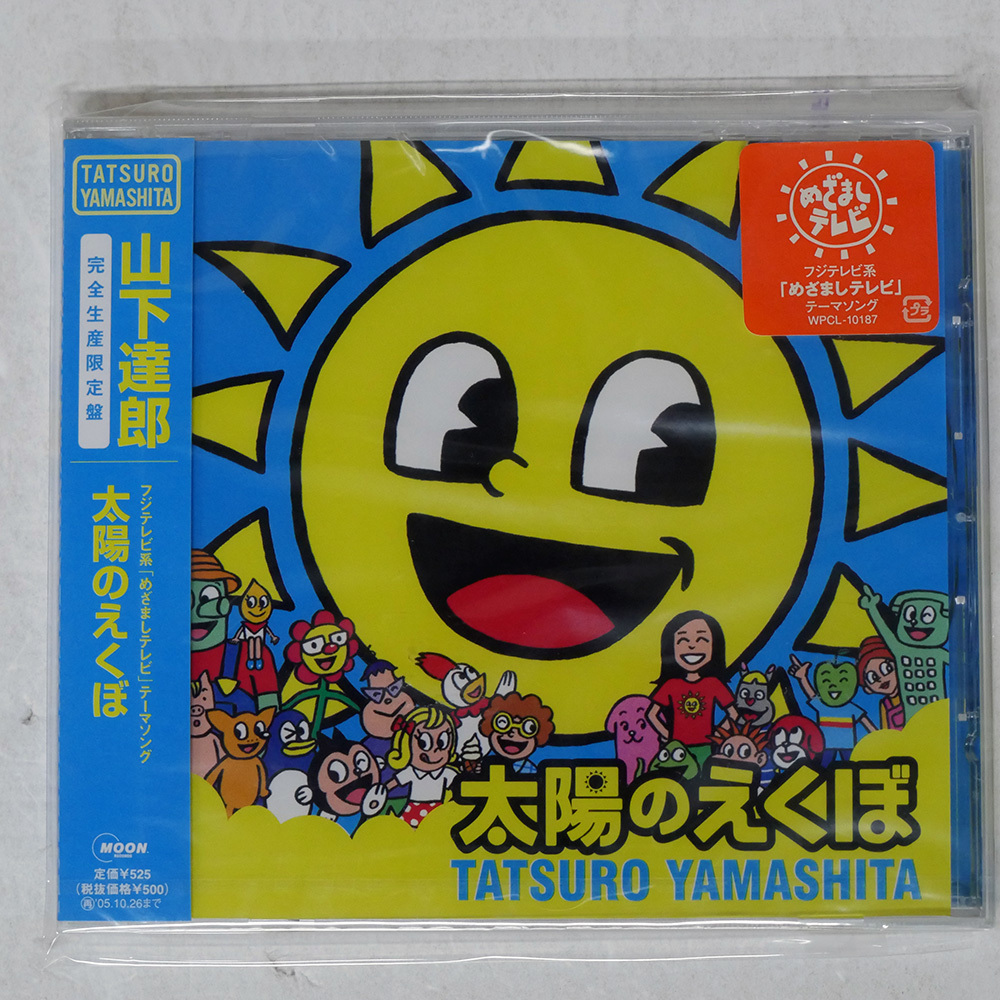 TATSURO
YAMASHITA
山下達郎
完全生産限定盤
フジテレビ系「めざましテレビ」テーマソング
太陽のえくぼ
MOON
RECORDS
定価¥525
(税抜価格¥500)
再'05.10.26まで
めざまし
テレビ
フジテレビ系
「めざましテレビ」
テーマソング
WPCL-10187
プラ
太陽のえくぼ
TATSURO YAMASHITA